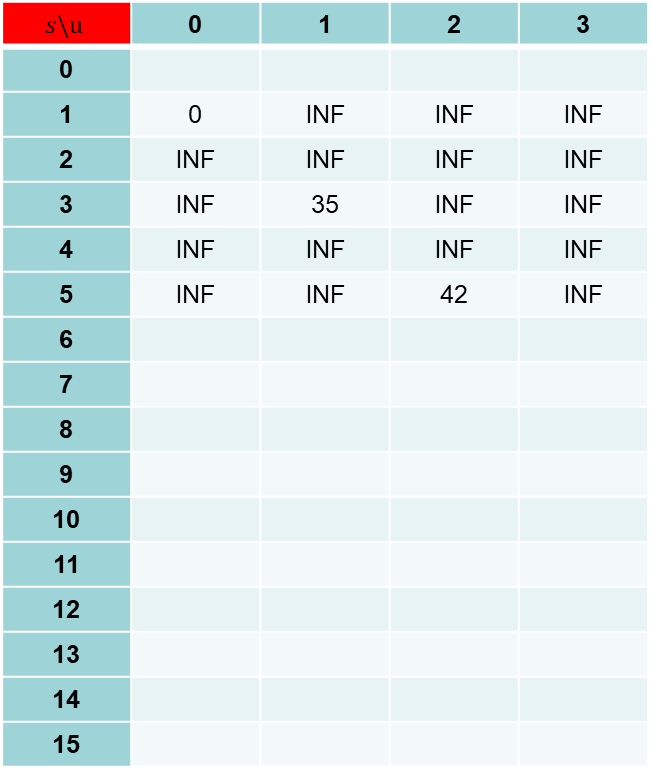 s\u 0 1 2 3
0
1 0 INF INF INF
2 INF INF INF INF
3 INF 35 INF INF
4 INF INF INF INF
5 INF INF 42 INF
6
7
8
9
10
11
12
13
14
15